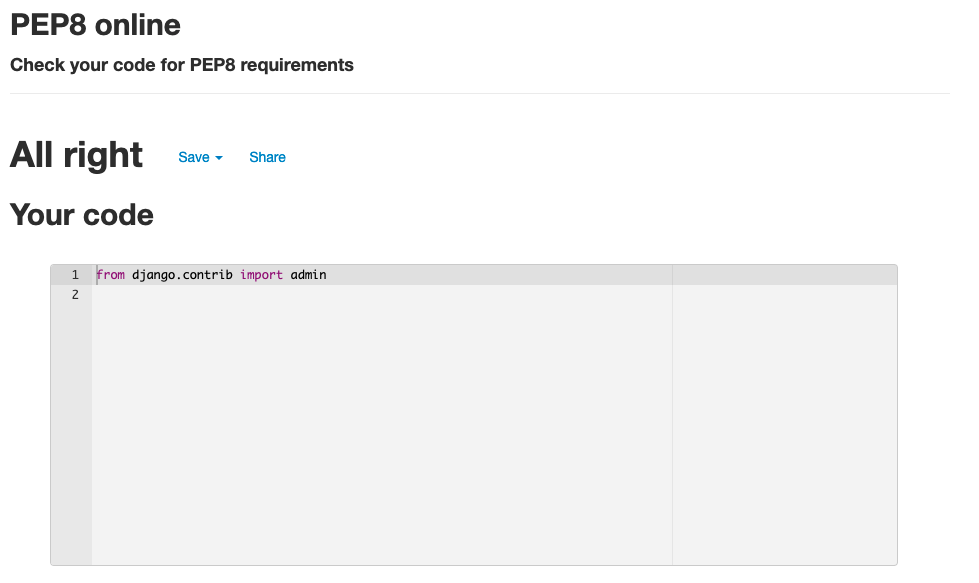 PEP8 online
Check your code for PEP8 requirements
All right Save Share
Your code
1 from django.contrib import admin
2